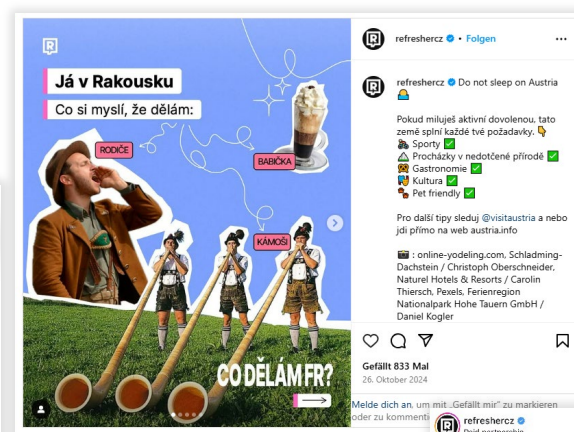 R
Já v Rakousku
Co si myslí, že dělám:
RODIČE
BABIČKA
KÁMOŠI
CO DĚLÁM FR?
refreshercz • Folgen
refreshercz Do not sleep on Austria
Pokud miluješ aktivní dovolenou, tato
země splní každé tvé požadavky.
Sporty
Procházky v nedotčené přírodě
Gastronomie
Kultura
Pet friendly
Pro další tipy sleduj @visitaustria a nebo
jdi přímo na web austria.info
: online-yodeling.com, Schladming-
Dachstein / Christoph Oberschneider,
Naturel Hotels & Resorts / Carolin
Thiersch, Pexels, Ferienregion
Nationalpark Hohe Tauern GmbH /
Daniel Kogler
Gefällt 833 Mal
26. Oktober 2024
Melde dich an, um mit „Gefällt mir“ zu markieren
oder zu kommenti
refreshercz